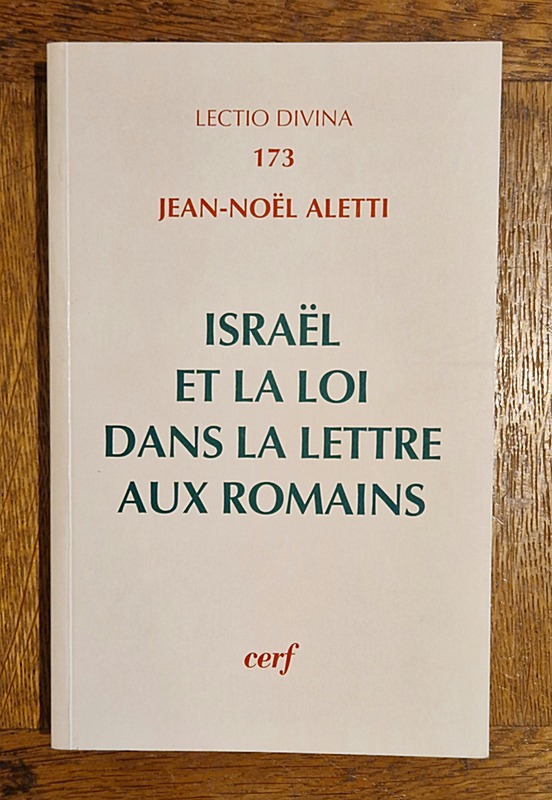 LECTIO DIVINA
173
JEAN-NOËL ALETTI
ISRAËL
ET LA LOI
DANS LA LETTRE
AUX ROMAINS
cerf